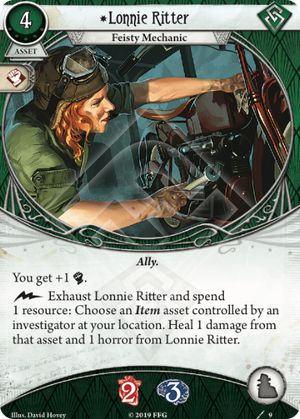 4
*Lonnie Ritter
Feisty Mechanic
ASSET
Ally.
You get +1 .
Exhaust Lonnie Ritter and spend
1 resource: Choose an Item asset controlled by an
investigator at your location. Heal 1 damage from
that asset and 1 horror from Lonnie Ritter.
2 3
Illus. David Hovey © 2019 FFG 9